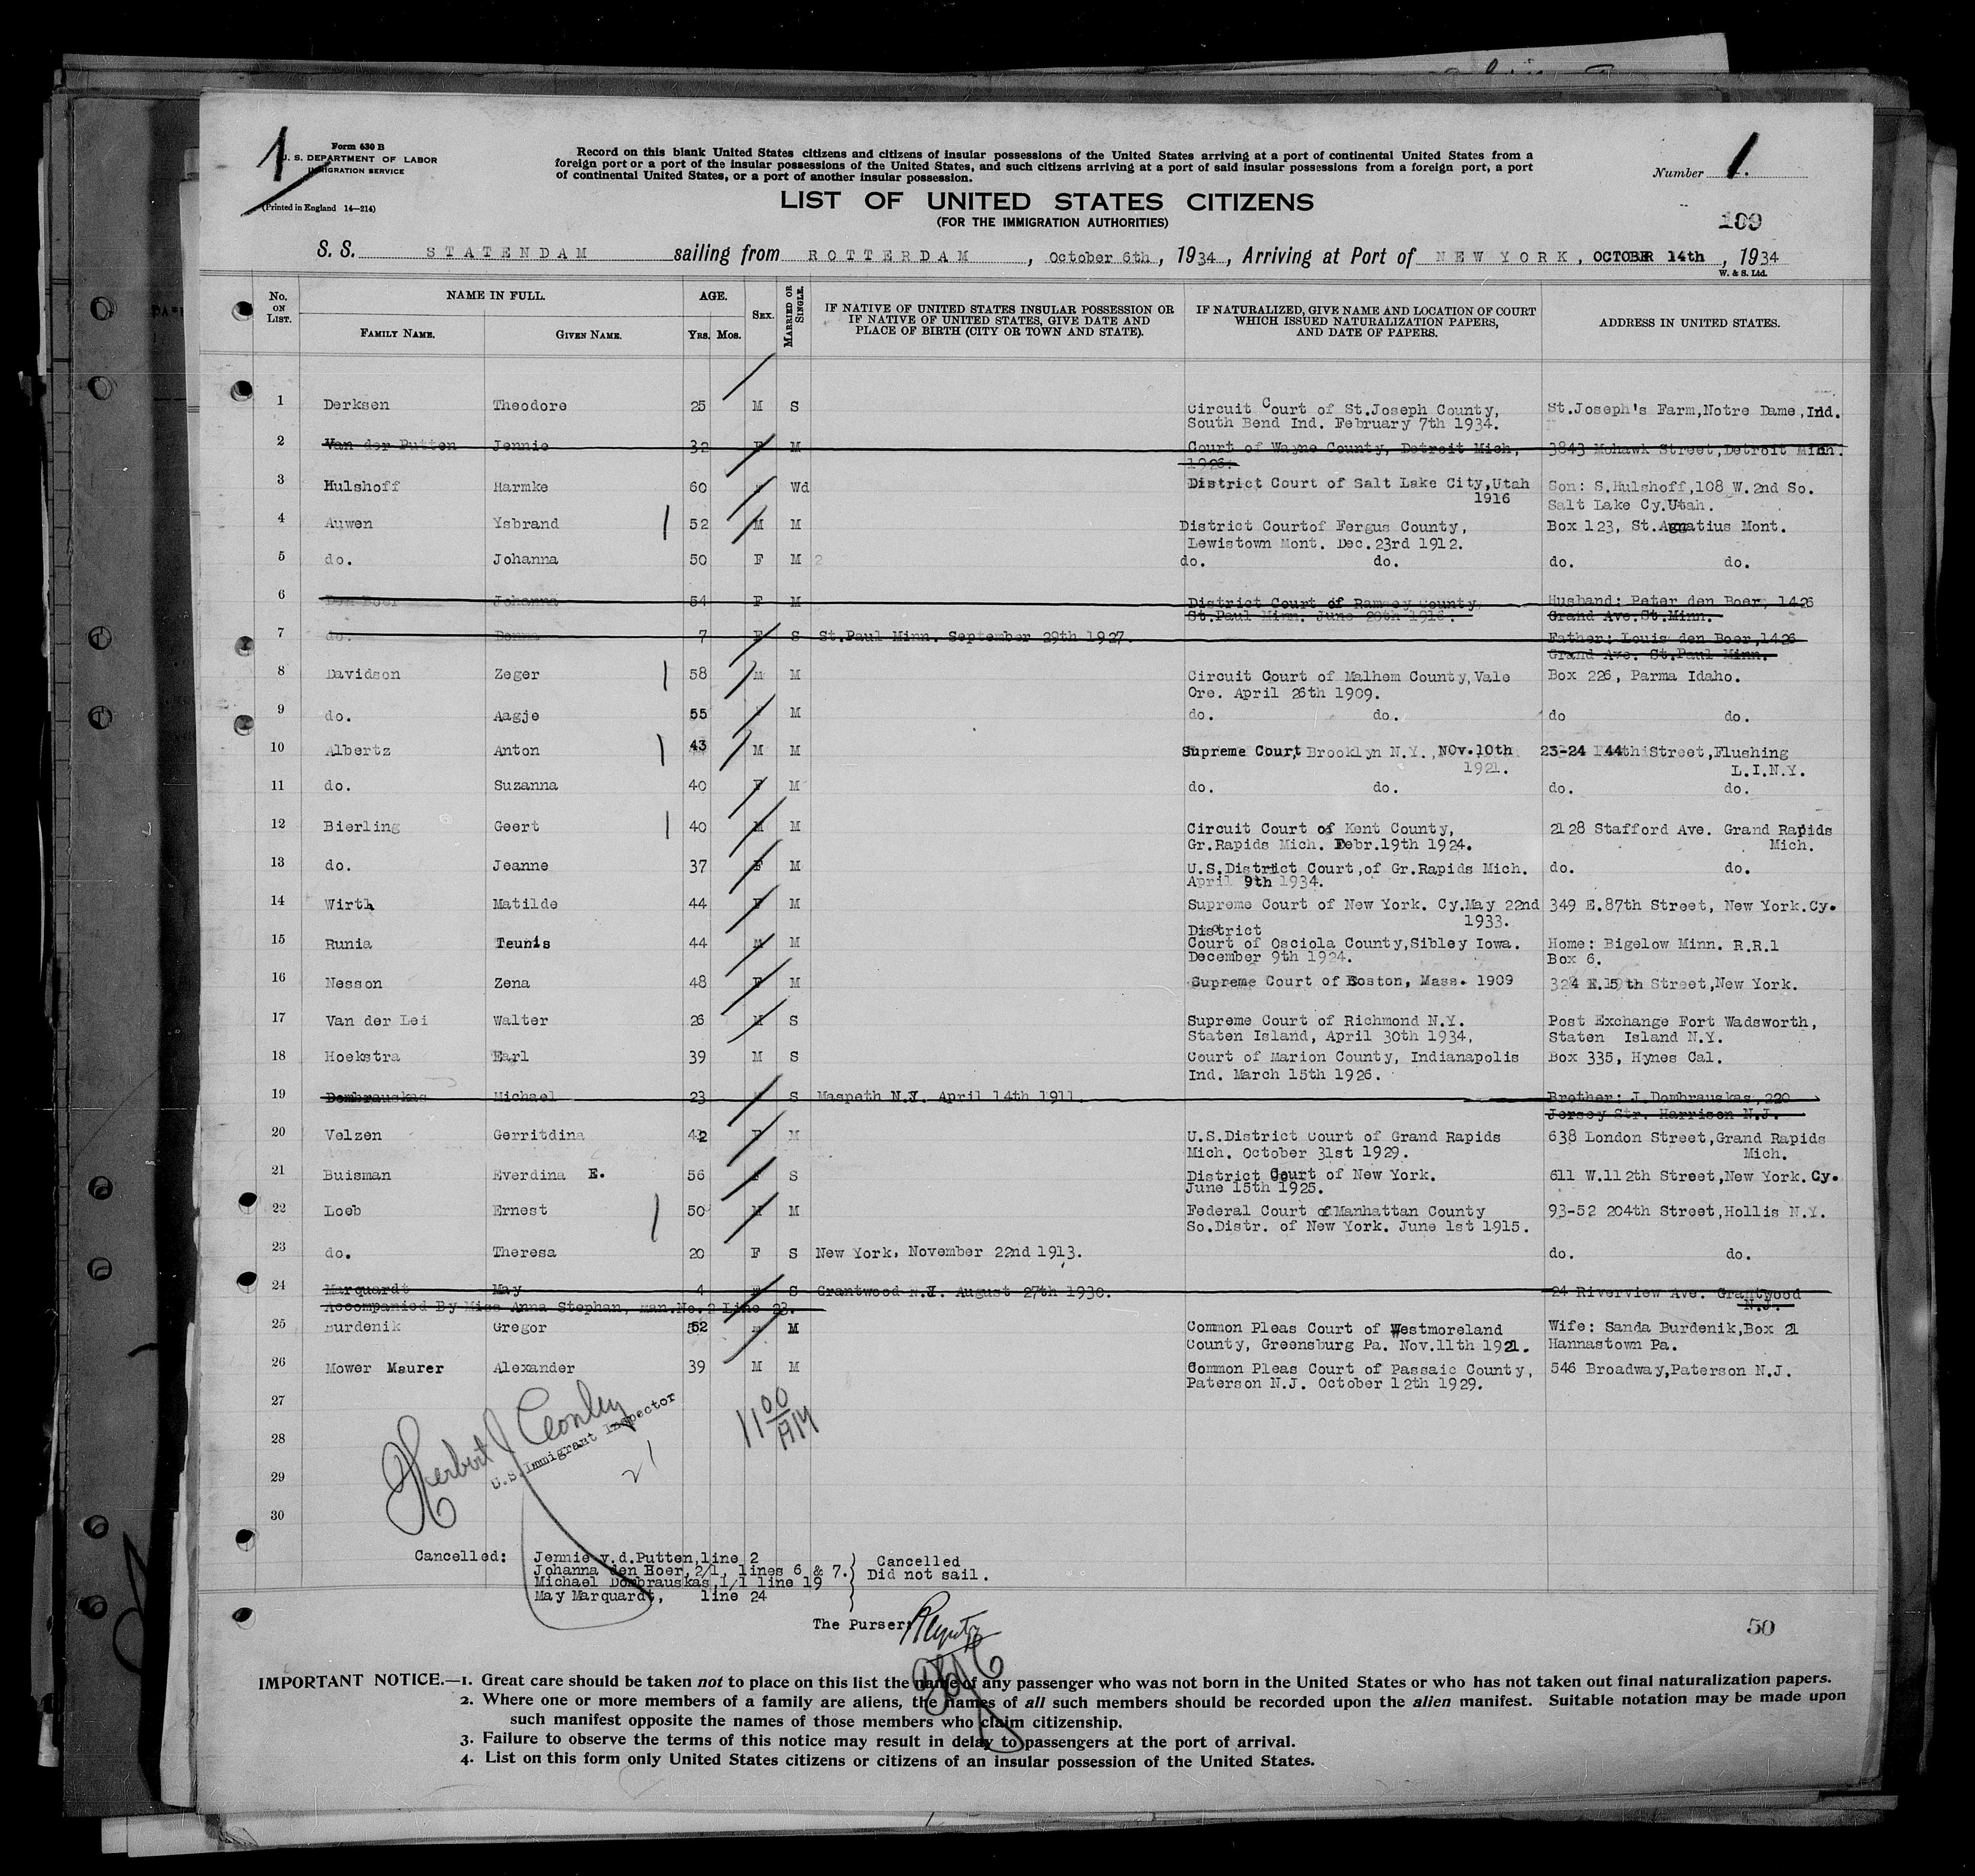 1
Form 630 B
U. S. DEPARTMENT OF LABOR
IMMIGRATION SERVICE
(Printed in England 14—214)
Record on this blank United States citizens and citizens of insular possessions of the United States arriving at a port of continental United States from a
foreign port or a port of the insular possessions of the United States, and such citizens arriving at a port of said insular possessions from a foreign port, a port
of continental United States, or a port of another insular possession.
Number 1.
LIST OF UNITED STATES CITIZENS
(FOR THE IMMIGRATION AUTHORITIES)
109
S. S. STATENDAM sailing from ROTTERDAM, October 6th, 1934, Arriving at Port of NEW YORK, OCTOBER 14th, 1934
W. & S. Ltd.
No. ON LIST.
NAME IN FULL.
FAMILY NAME. GIVEN NAME.
AGE.
YRS. MOS.
SEX.
MARRIED OR SINGLE.
IF NATIVE OF UNITED STATES INSULAR POSSESSION OR
IF NATIVE OF UNITED STATES, GIVE DATE AND
PLACE OF BIRTH (CITY OR TOWN AND STATE).
IF NATURALIZED, GIVE NAME AND LOCATION OF COURT
WHICH ISSUED NATURALIZATION PAPERS,
AND DATE OF PAPERS.
ADDRESS IN UNITED STATES.
1 Derksen Theodore 25 M S Circuit Court of St.Joseph County, St.Joseph's Farm,Notre Dame,Ind.
South Bend Ind. February 7th 1934.
2 Van der Putten Jennie 32 F M Court of Wayne County, Detroit Mich, 3843 Mohawk Street,Detroit Mich.
1926.
3 Hulshoff Harmke 60 Wd District Court of Salt Lake City,Utah Son: S.Hulshoff,108 W.2nd So.
1916 Salt Lake Cy.Utah.
4 Auwen Ysbrand 52 M M District Courtof Fergus County, Box 123, St.Agnatius Mont.
Lewistown Mont. Dec.23rd 1912.
5 do. Johanna 50 F M 2 do. do. do. do.
6 Den Boer Johanna 54 F M District Court of Ramsey County, Husband: Peter den Boer, 1426
St.Paul Minn. June 20th 1916. Grand Ave.St.Minn.
7 do. Donna 7 F S St.Paul Minn. September 29th 1927. Father: Louis den Boer,1426
Grand Ave. St.Paul Minn.
8 Davidson Zeger 58 M M Circuit Court of Malhem County,Vale Box 226, Parma Idaho.
Ore. April 26th 1909.
9 do. Aagje 55 M do. do. do do.
10 Albertz Anton 43 M M Supreme Court, Brooklyn N.Y., NOv.10th 23-24 144th Street,Flushing
1921. L.I.N.Y.
11 do. Suzanna 40 F M do. do. do. do.
12 Bierling Geert 40 M M Circuit Court of Kent County, 2128 Stafford Ave. Grand Rapids
Gr.Rapids Mich. Febr.19th 1924. Mich.
13 do. Jeanne 37 F M U.S.District Court,of Gr.Rapids Mich. do. do.
April 9th 1934.
14 Wirth Matilde 44 F M Supreme Court of New York. Cy.May 22nd 349 E.87th Street, New York.Cy.
1933.
District
15 Runia Teunis 44 M M Court of Osciola County,Sibley Iowa. Home: Bigelow Minn. R.R.1
December 9th 1924. Box 6.
16 Nesson Zena 48 F M Supreme Court of Boston, Mass. 1909 324 E.15 th Street,New York.
17 Van der Lei Walter 26 M S Supreme Court of Richmond N.Y. Post Exchange Fort Wadsworth,
Staten Island, April 30th 1934, Staten Island N.Y.
18 Hoekstra Earl 39 M S Court of Marion County, Indianapolis Box 335, Hynes Cal.
Ind. March 15th 1926.
19 Dombrauskas Michael 23 S Maspeth N.Y. April 14th 1911. Brother: J.Dombrauskas,220
Jersey Str. Harrison N.J.
20 Velzen Gerritdina 42 F M U.S.District Court of Grand Rapids 638 London Street,Grand Rapids
Mich. October 31st 1929. Mich.
21 Buisman Everdina E. 56 F S District Court of New York. 611 W.112th Street,New York.Cy.
June 15th 1925.
22 Loeb Ernest 50 M M Federal Court of Manhattan County 93-52 204th Street,Hollis N.Y.
So.Distr. of New York. June 1st 1915.
23 do. Theresa 20 F S New York, November 22nd 1913. do. do.
24 Marquardt May 4 F S Grantwood N.J. August 27th 1930. 24 Riverview Ave. Grantwood
Accompanied By Miss Anna Stephan, man.No.2 Line 23. N.J.
25 Burdenik Gregor 52 M M Common Pleas Court of Westmoreland Wife: Sanda Burdenik,Box 21
County, Greensburg Pa. Nov.11th 1921. Hannastown Pa.
26 Mower Maurer Alexander 39 M M Common Pleas Court of Passaic County, 546 Broadway,Paterson N.J.
Paterson N.J. October 12th 1929.
27
28
29
30
Herbert J Conley
U.S. Immigrant Inspector
21
11 00 AM
Cancelled: Jennie v.d.Putten,line 2
Johanna den Boer,2/1, lines 6 & 7.
Michael Dombrauskas,1/1 line 19
May Marquardt, line 24
Cancelled
Did not sail.
The Purser:
50
IMPORTANT NOTICE.—1. Great care should be taken not to place on this list the name of any passenger who was not born in the United States or who has not taken out final naturalization papers.
2. Where one or more members of a family are aliens, the names of all such members should be recorded upon the alien manifest. Suitable notation may be made upon
such manifest opposite the names of those members who claim citizenship.
3. Failure to observe the terms of this notice may result in delay to passengers at the port of arrival.
4. List on this form only United States citizens or citizens of an insular possession of the United States.